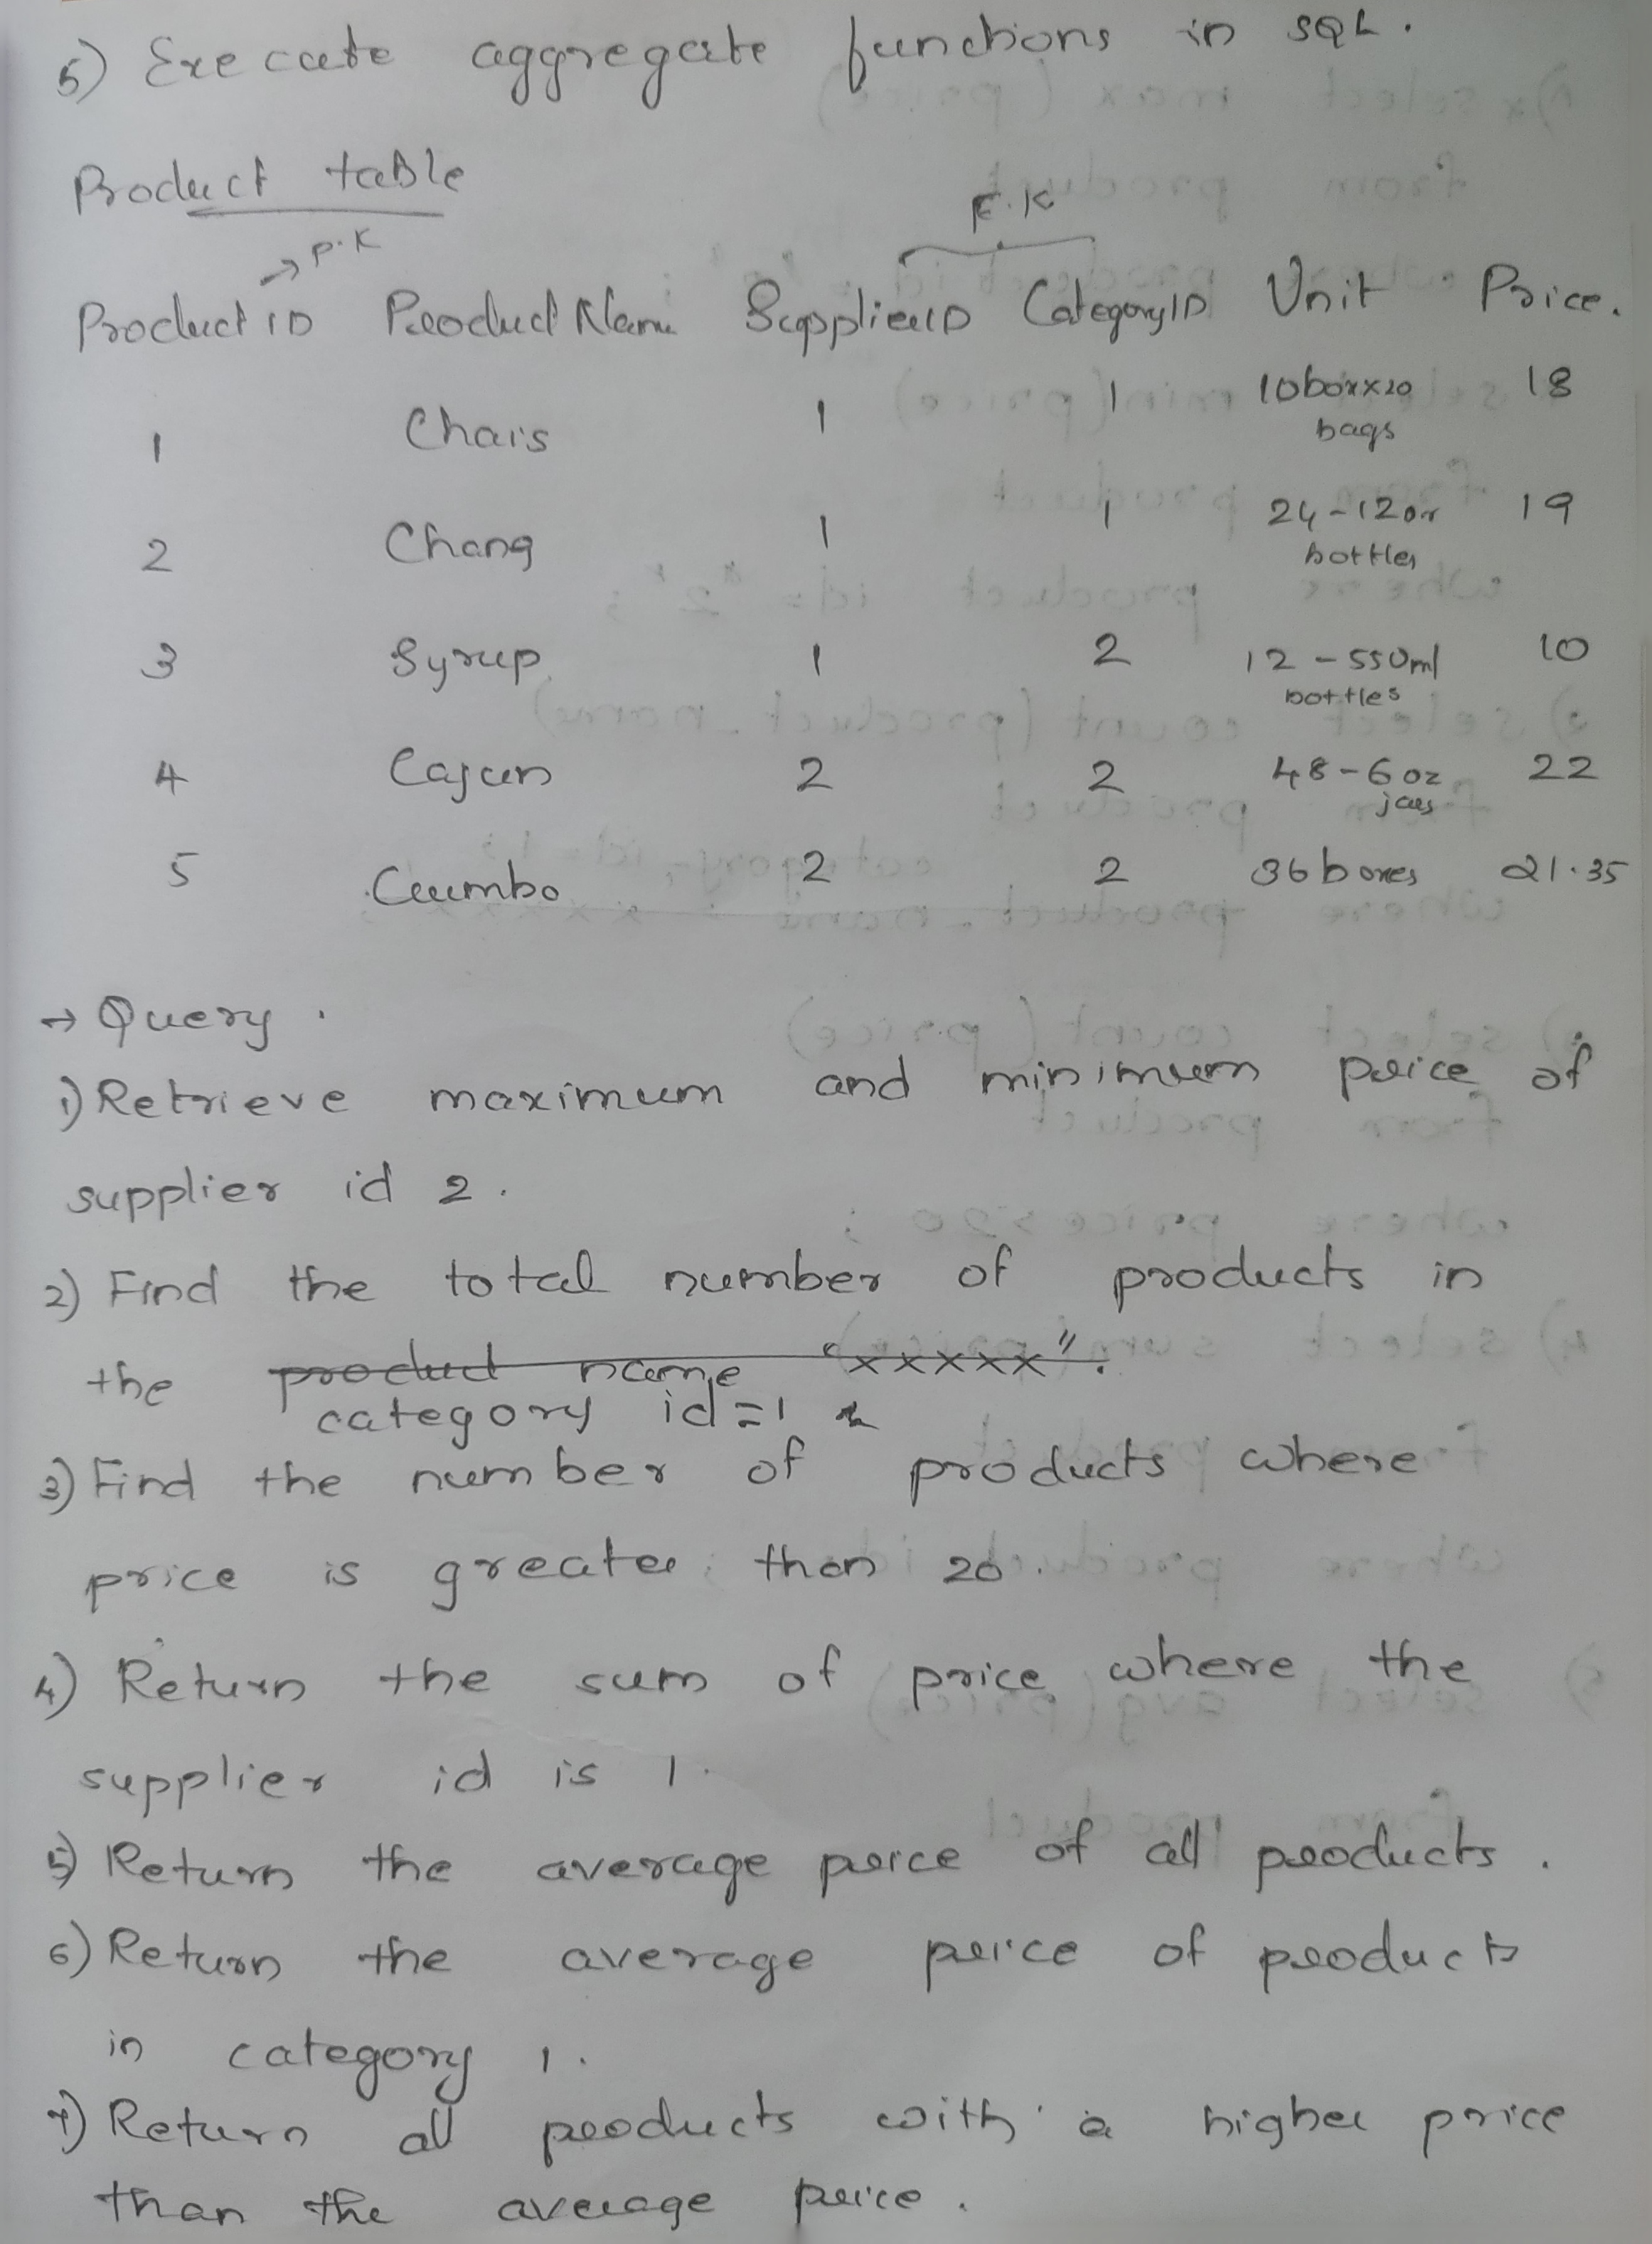 5) Execute aggregate functions in SQL.
Product table
→ P.K
F.K
Product ID Product Name SupplierID CategoryID Unit Price.
1 Chais 1 1 10boxx20 bags 18
2 Chang 1 1 24-12oz bottles 19
3 Syrup 1 2 12-550ml bottles 10
4 Cajun 2 2 48-6oz jars 22
5 Gumbo 2 2 36 boxes 21.35
→ Query.
1) Retrieve maximum and minimum price of
supplier id 2.
2) Find the total number of products in
the product name "xxxxx".
category id=1
3) Find the number of products where
price is greater than 20.
4) Return the sum of price where the
supplier id is 1.
5) Return the average price of all products.
6) Return the average price of products
in category 1.
7) Return all products with a higher price
than the average price.